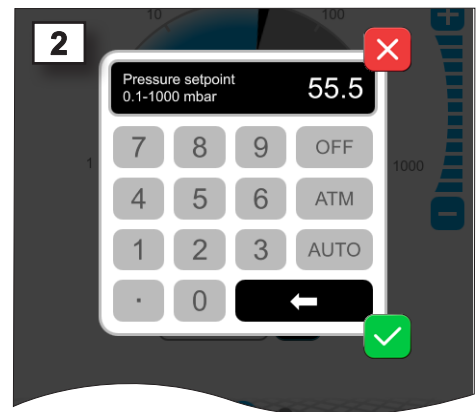 2
10 100
Pressure setpoint
0.1-1000 mbar
55.5
7 8 9 OFF
1 1000
4 5 6 ATM
1 2 3 AUTO
. 0